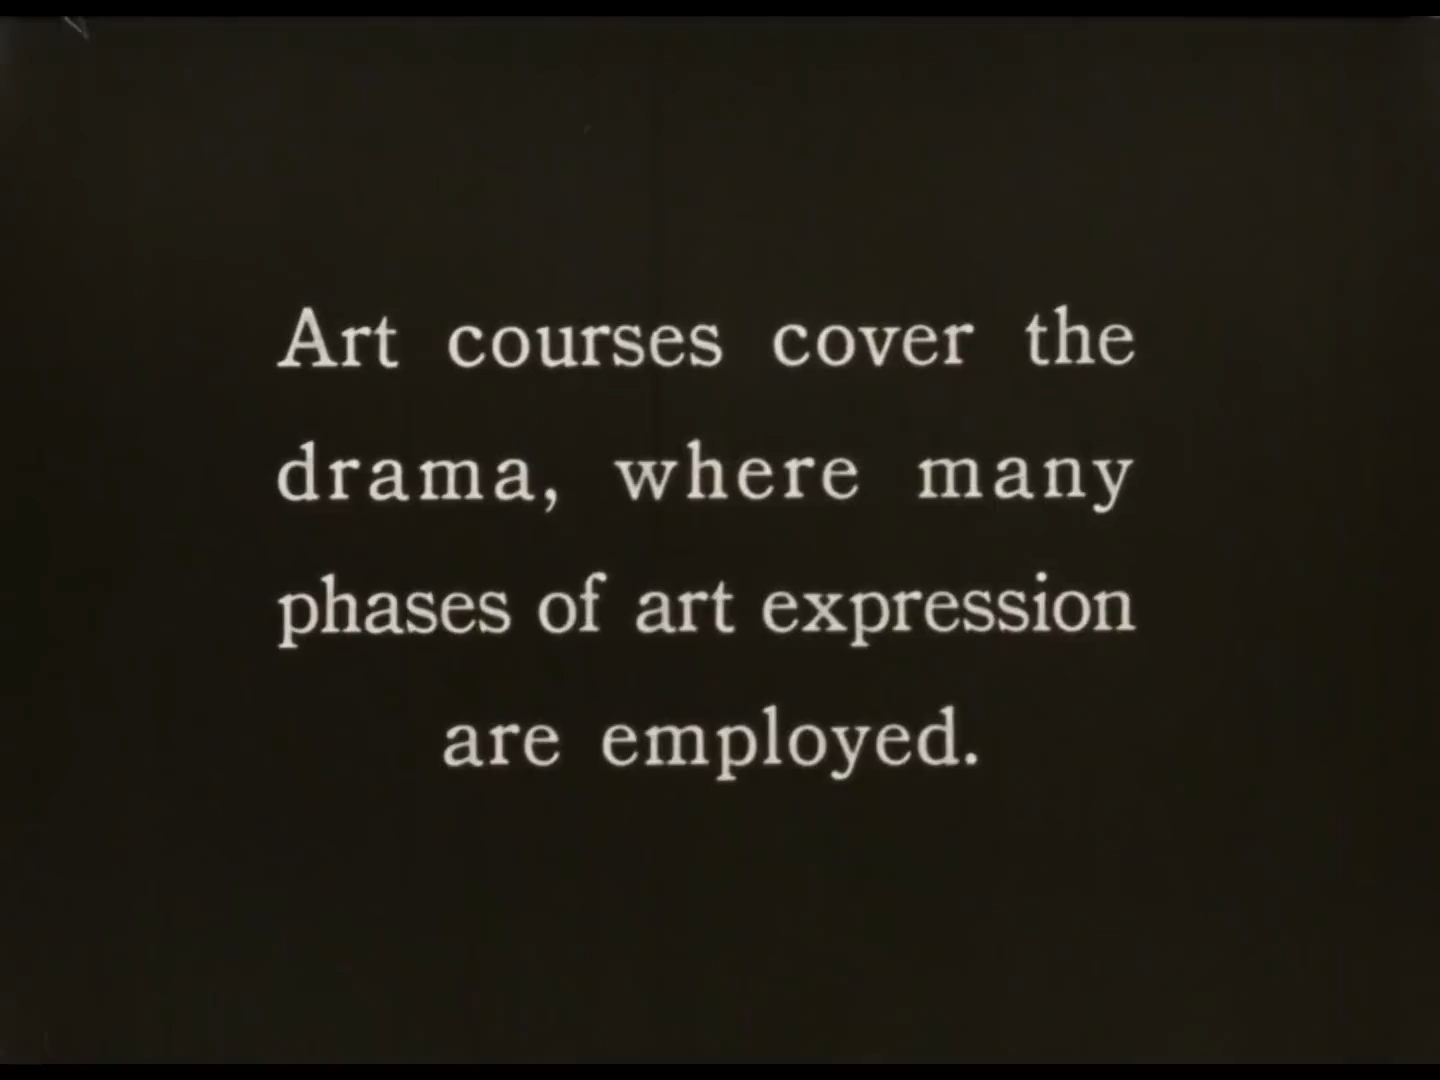 Art courses cover the
drama, where many
phases of art expression
are employed.